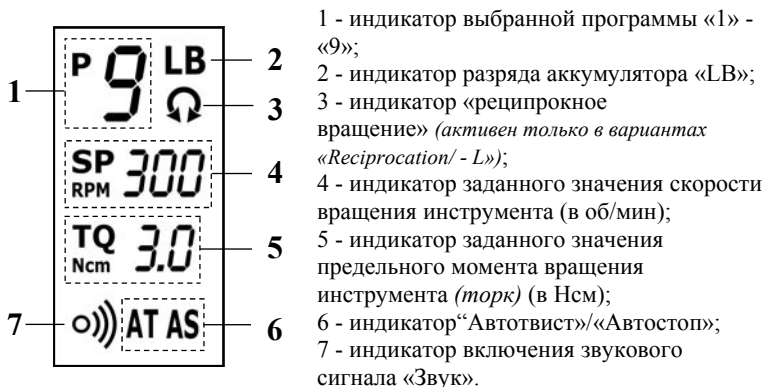 P 9 LB
SP 300
RPM
TQ 3.0
Ncm
AT AS
1
2
3
4
5
6
7
1 - индикатор выбранной программы «1» -
«9»;
2 - индикатор разряда аккумулятора «LB»;
3 - индикатор «реципрокное
вращение» (активен только в вариантах
«Reciprocation/ - L»);
4 - индикатор заданного значения скорости
вращения инструмента (в об/мин);
5 - индикатор заданного значения
предельного момента вращения
инструмента (торк) (в Нсм);
6 - индикатор“Автотвист”/«Автостоп»;
7 - индикатор включения звукового
сигнала «Звук».